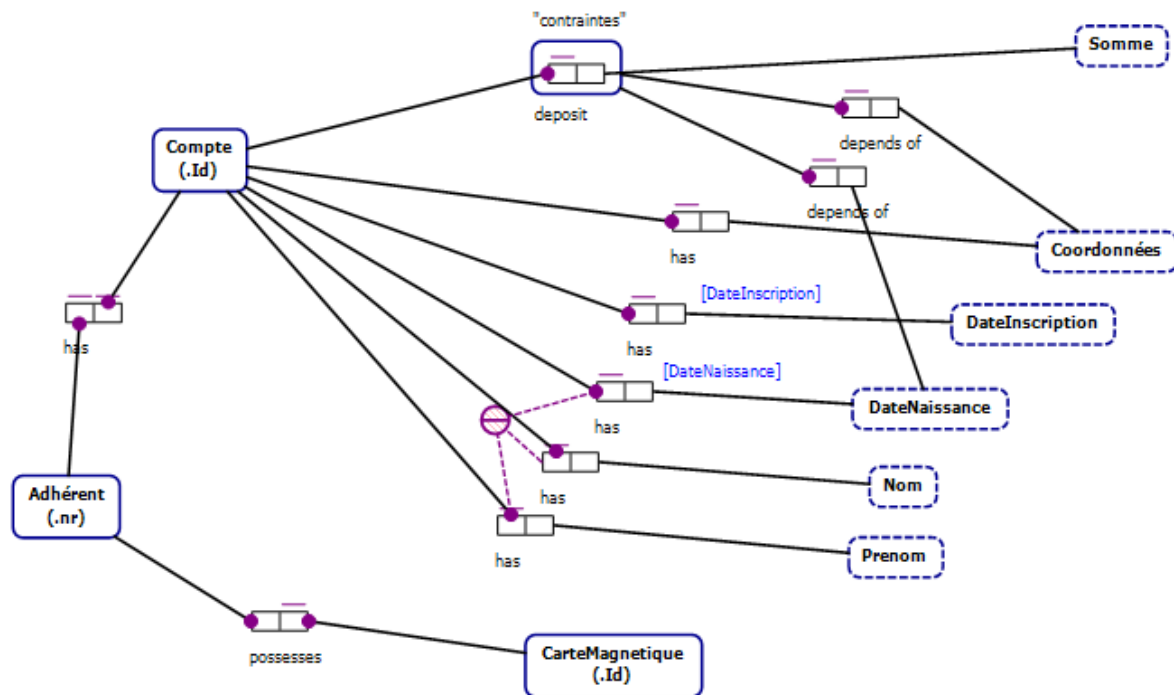 "contraintes"
Somme
deposit
depends of
Compte
(.Id)
depends of
has
Coordonnées
[DateInscription]
DateInscription
has
has
[DateNaissance]
DateNaissance
has
Nom
has
Adhérent
(.nr)
Prenom
has
possesses
CarteMagnetique
(.Id)